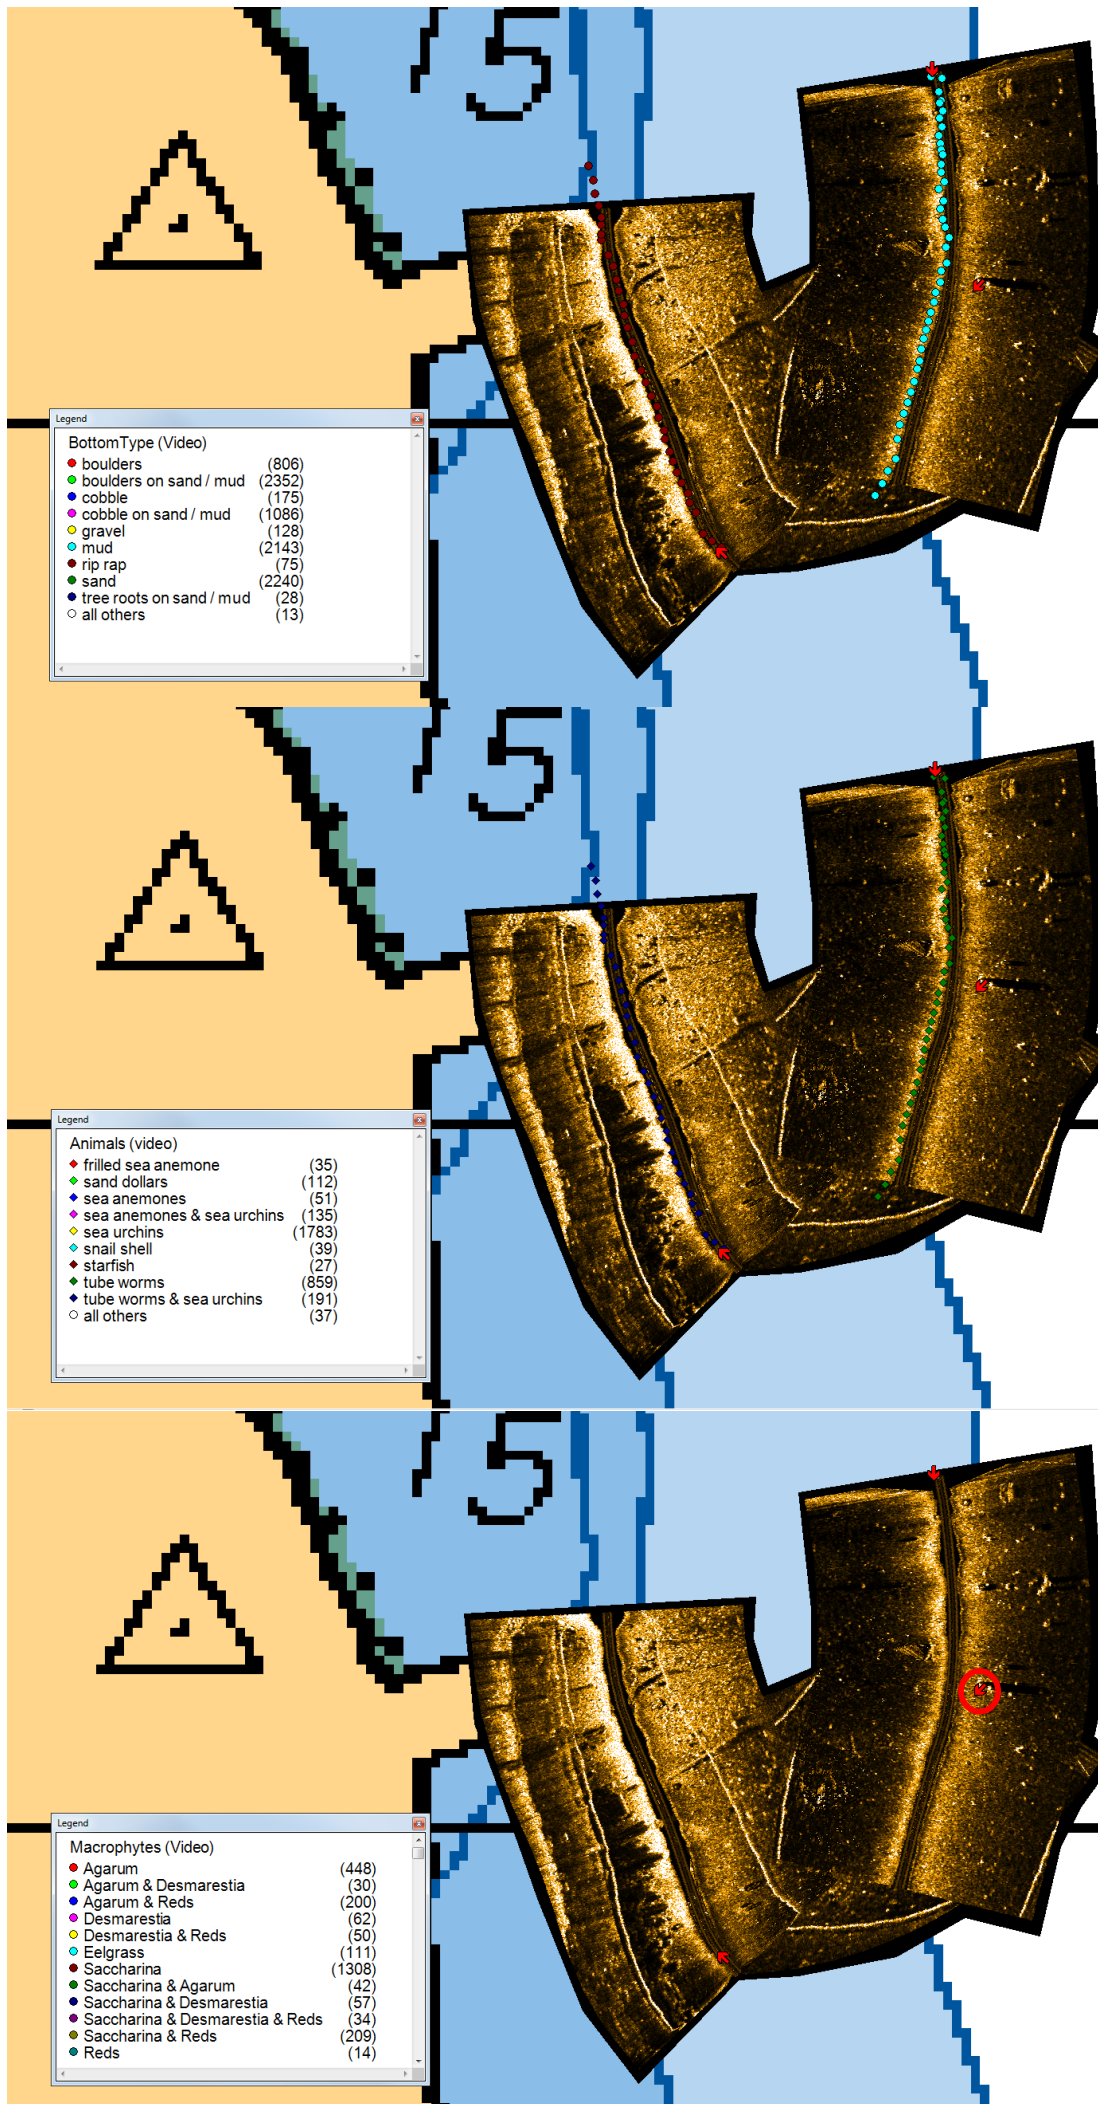 15
Legend
BottomType (Video)
boulders (806)
boulders on sand / mud (2352)
cobble (175)
cobble on sand / mud (1086)
gravel (128)
mud (2143)
rip rap (75)
sand (2240)
tree roots on sand / mud (28)
all others (13)
15
Legend
Animals (video)
frilled sea anemone (35)
sand dollars (112)
sea anemones (51)
sea anemones & sea urchins (135)
sea urchins (1783)
snail shell (39)
starfish (27)
tube worms (859)
tube worms & sea urchins (191)
all others (37)
15
Legend
Macrophytes (Video)
Agarum (448)
Agarum & Desmarestia (30)
Agarum & Reds (200)
Desmarestia (62)
Desmarestia & Reds (50)
Eelgrass (111)
Saccharina (1308)
Saccharina & Agarum (42)
Saccharina & Desmarestia (57)
Saccharina & Desmarestia & Reds (34)
Saccharina & Reds (209)
Reds (14)